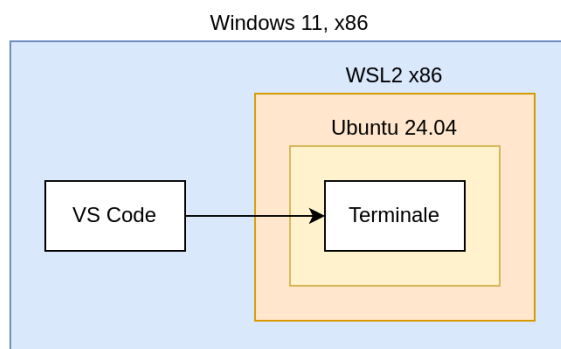 Windows 11, x86
WSL2 x86
Ubuntu 24.04
VS Code
Terminale